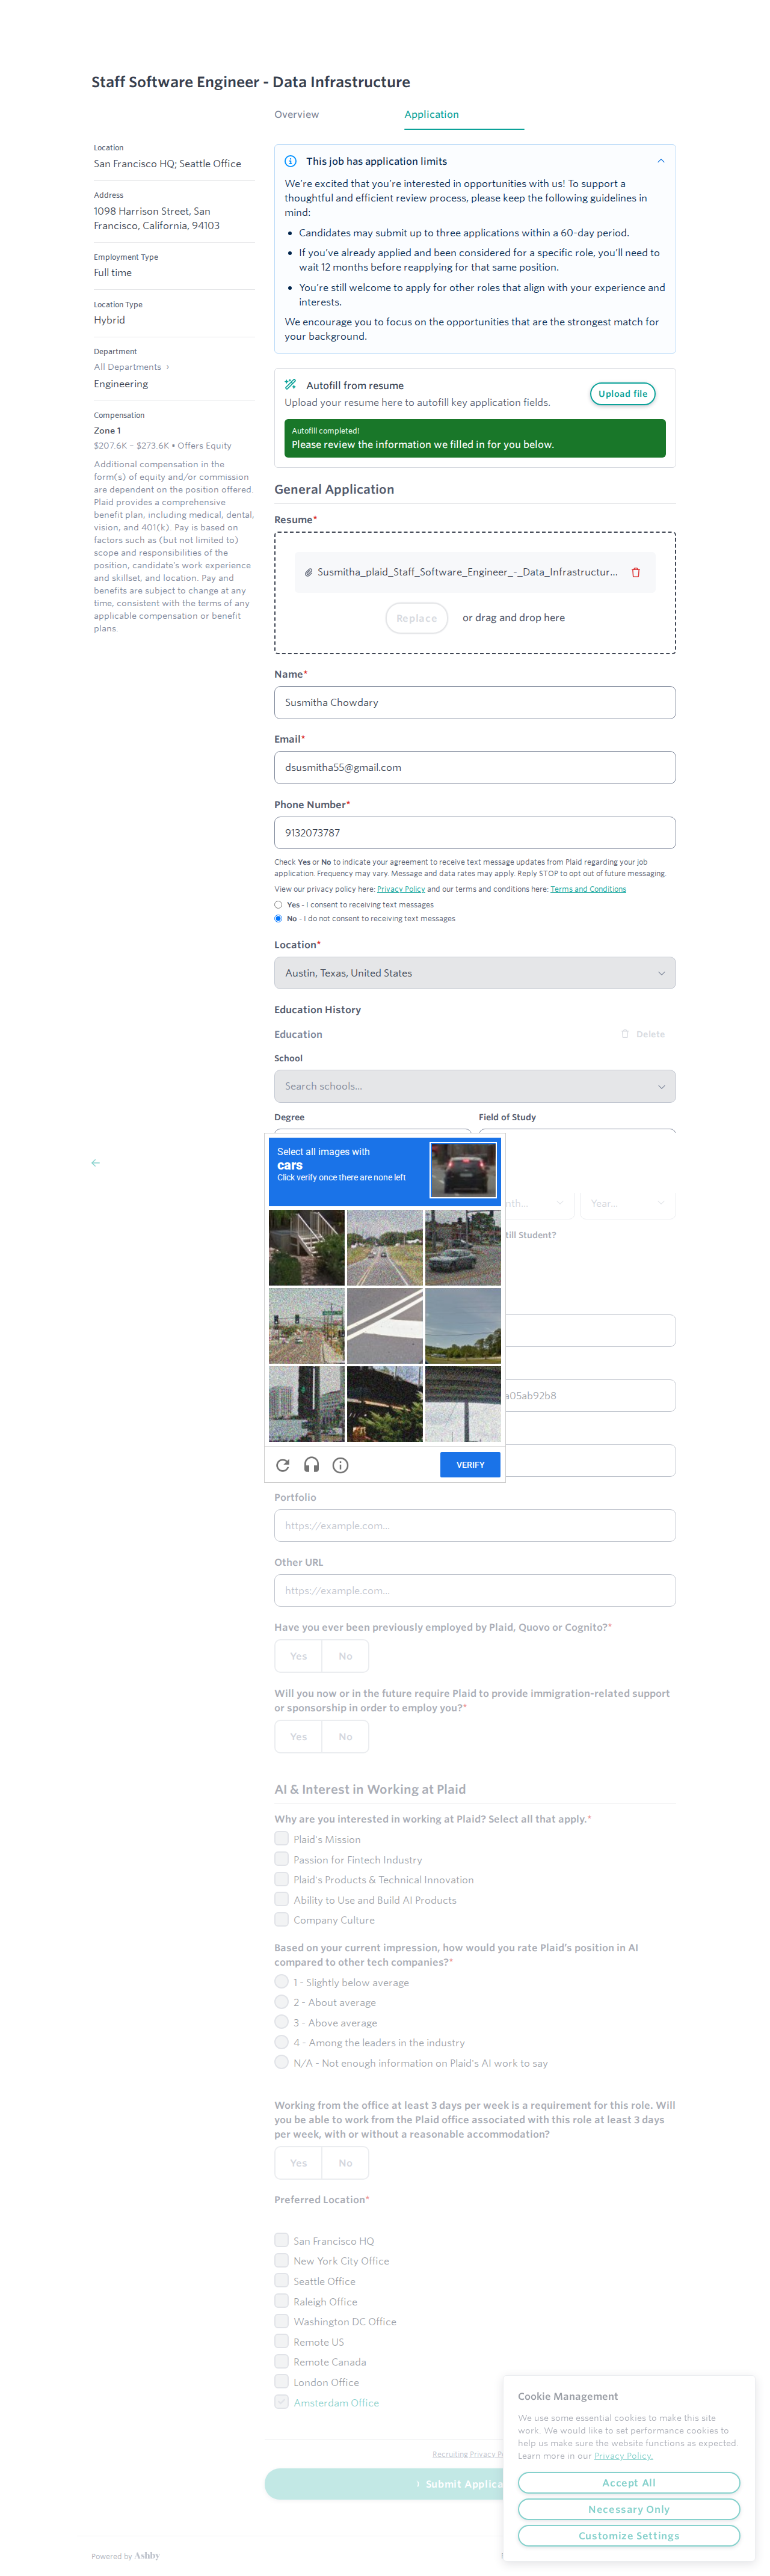 Staff Software Engineer - Data Infrastructure
Overview
Application
Location
San Francisco HQ; Seattle Office
Address
1098 Harrison Street, San
Francisco, California, 94103
Employment Type
Full time
Location Type
Hybrid
Department
All Departments
Engineering
Compensation
Zone 1
$207.6K – $273.6K • Offers Equity
Additional compensation in the
form(s) of equity and/or commission
are dependent on the position offered.
Plaid provides a comprehensive
benefit plan, including medical, dental,
vision, and 401(k). Pay is based on
factors such as (but not limited to)
scope and responsibilities of the
position, candidate's work experience
and skillset, and location. Pay and
benefits are subject to change at any
time, consistent with the terms of any
applicable compensation or benefit
plans.
This job has application limits
We're excited that you're interested in opportunities with us! To support a
thoughtful and efficient review process, please keep the following guidelines in
mind:
• Candidates may submit up to three applications within a 60-day period.
• If you've already applied and been considered for a specific role, you'll need to
wait 12 months before reapplying for that same position.
• You're still welcome to apply for other roles that align with your experience and
interests.
We encourage you to focus on the opportunities that are the strongest match for
your background.
Autofill from resume
Upload your resume here to autofill key application fields.
Upload file
Autofill completed!
Please review the information we filled in for you below.
General Application
Resume*
Susmitha_plaid_Staff_Software_Engineer_-_Data_Infrastructur...
Replace
or drag and drop here
Name*
Susmitha Chowdary
Email*
dsusmitha55@gmail.com
Phone Number*
9132073787
Check Yes or No to indicate your agreement to receive text message updates from Plaid regarding your job
application. Frequency may vary. Message and data rates may apply. Reply STOP to opt out of future messaging.
View our privacy policy here: Privacy Policy and our terms and conditions here: Terms and Conditions
Yes - I consent to receiving text messages
No - I do not consent to receiving text messages
Location*
Austin, Texas, United States
Education History
Education
Delete
School
Search schools...
Degree
Field of Study
Select all images with
cars
Click verify once there are none left
nth...
Year...
till Student?
a05ab92b8
VERIFY
Portfolio
https://example.com...
Other URL
https://example.com...
Have you ever been previously employed by Plaid, Quovo or Cognito?*
Yes
No
Will you now or in the future require Plaid to provide immigration-related support
or sponsorship in order to employ you?*
Yes
No
AI & Interest in Working at Plaid
Why are you interested in working at Plaid? Select all that apply.*
Plaid's Mission
Passion for Fintech Industry
Plaid's Products & Technical Innovation
Ability to Use and Build AI Products
Company Culture
Based on your current impression, how would you rate Plaid's position in AI
compared to other tech companies?*
1 - Slightly below average
2 - About average
3 - Above average
4 - Among the leaders in the industry
N/A - Not enough information on Plaid's AI work to say
Working from the office at least 3 days per week is a requirement for this role. Will
you be able to work from the Plaid office associated with this role at least 3 days
per week, with or without a reasonable accommodation?
Yes
No
Preferred Location*
San Francisco HQ
New York City Office
Seattle Office
Raleigh Office
Washington DC Office
Remote US
Remote Canada
London Office
Amsterdam Office
Recruiting Privacy P
Submit Applica
Cookie Management
We use some essential cookies to make this site
work. We would like to set performance cookies to
help us make sure the website functions as expected.
Learn more in our Privacy Policy.
Accept All
Necessary Only
Customize Settings
Powered by Ashby